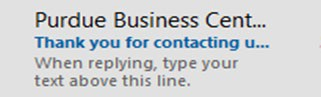 Purdue Business Cent...
Thank you for contacting u...
When replying, type your
text above this line.